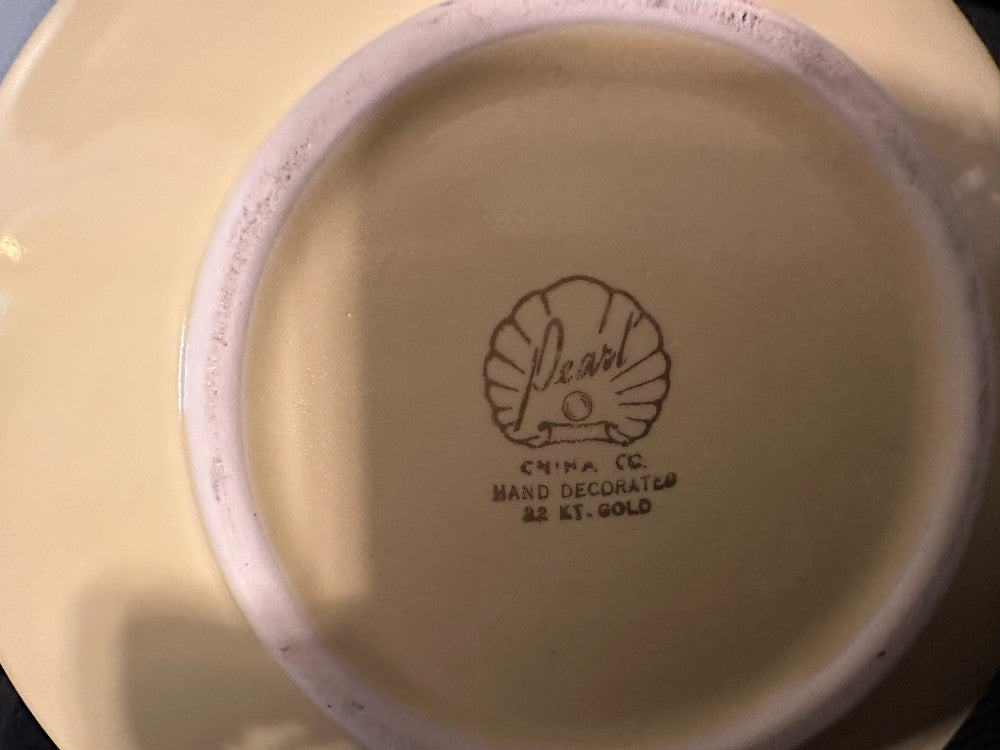 Pearl
CHINA. CO.
HAND DECORATED
22 KT. GOLD